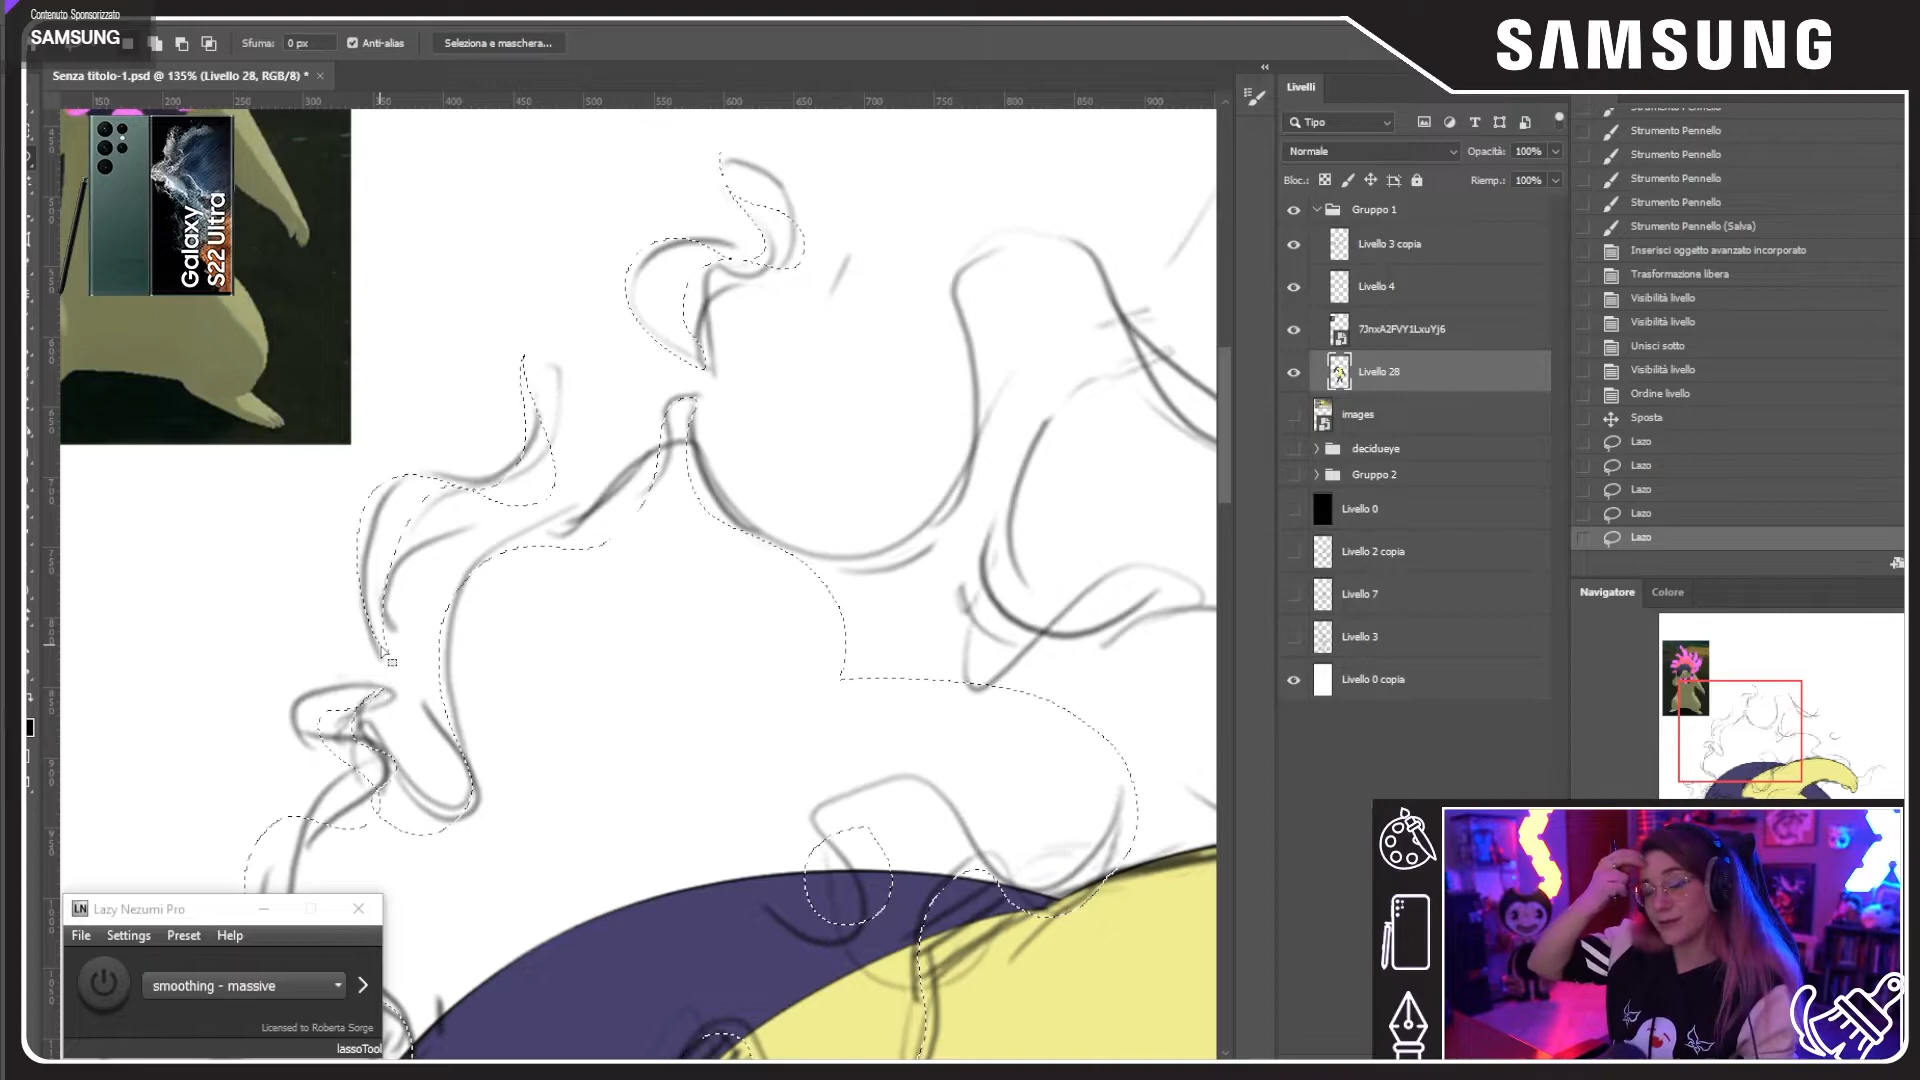 Contenuto Sponsorizzato
SAMSUNG
SAMSUNG
Sfuma: 0 px Anti-alias Seleziona e maschera...
Senza titolo-1.psd @ 135% (Livello 28, RGB/8) * ×
150 200 250 300 350 400 450 500 550 600 650 700 750 800 850 900
Galaxy
S22 Ultra
Livelli
Tipo
Normale Opacità: 100%
Bloc.: Riemp.: 100%
Gruppo 1
Livello 3 copia
Livello 4
7JnxA2FVY1LxuYj6
Livello 28
images
decidueye
Gruppo 2
Livello 0
Livello 2 copia
Livello 7
Livello 3
Livello 0 copia
Strumento Pennello
Strumento Pennello
Strumento Pennello
Strumento Pennello
Strumento Pennello
Strumento Pennello (Salva)
Inserisci oggetto avanzato incorporato
Trasformazione libera
Visibilità livello
Visibilità livello
Unisci sotto
Visibilità livello
Ordine livello
Sposta
Lazo
Lazo
Lazo
Lazo
Lazo
Navigatore Colore
LN Lazy Nezumi Pro
File Settings Preset Help
smoothing - massive
Licensed to Roberta Sorge
lassoTool